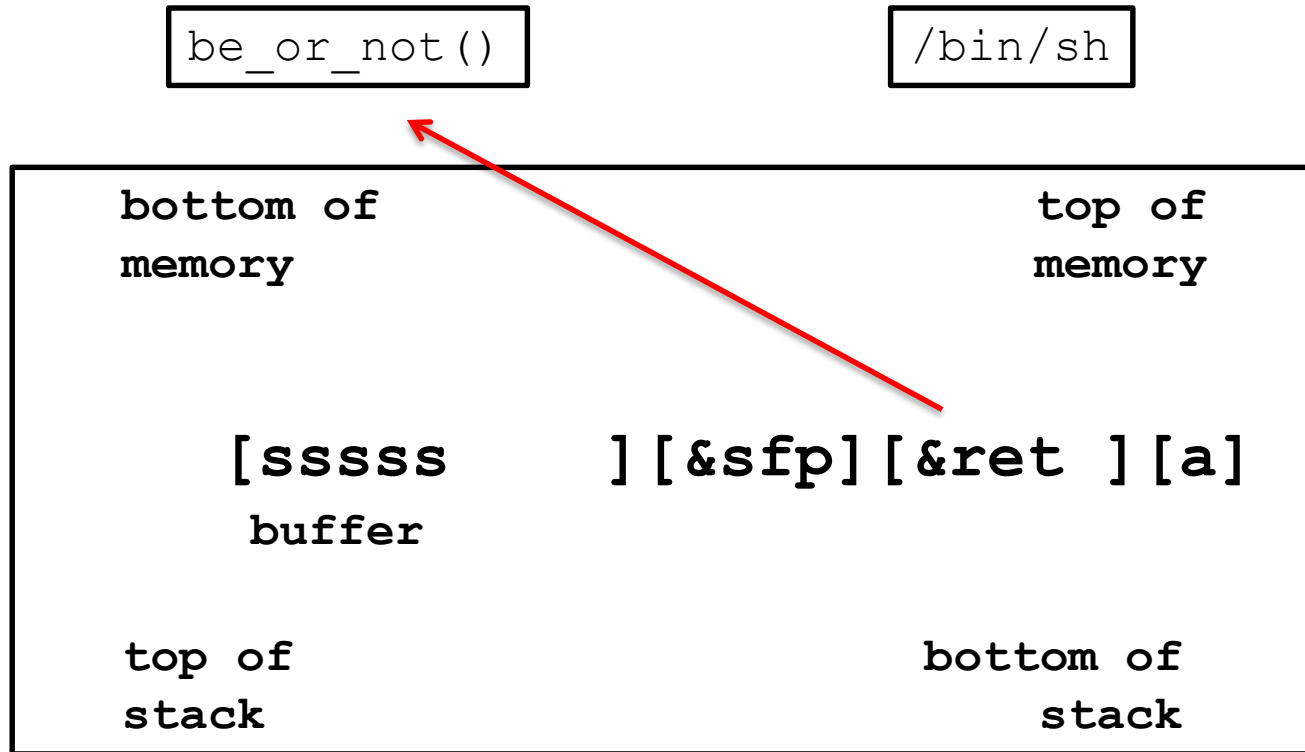 be_or_not() /bin/sh
bottom of top of
memory memory
[sssss ][&sfp][&ret ][a]
buffer
top of bottom of
stack stack